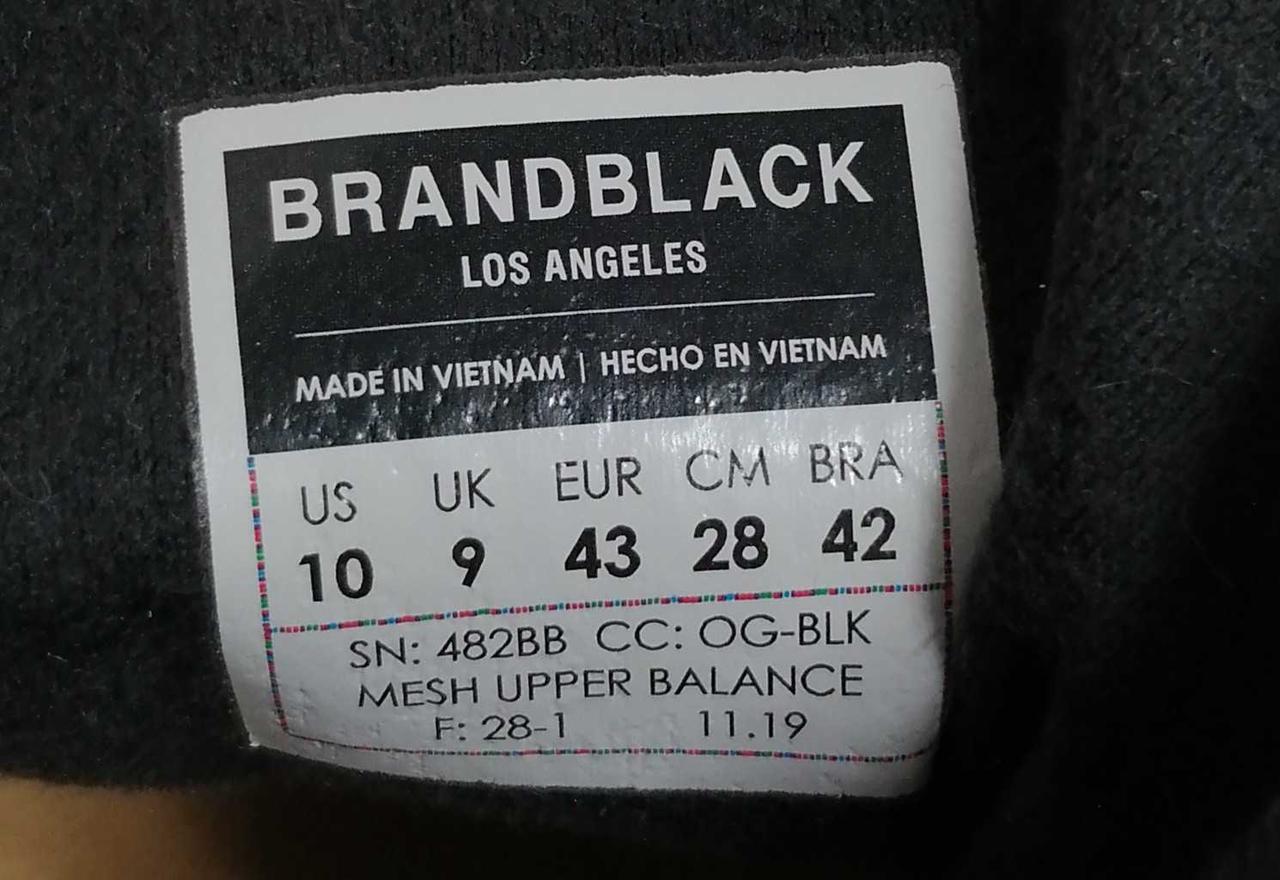 BRANDBLACK
LOS ANGELES
MADE IN VIETNAM | HECHO EN VIETNAM
US UK EUR CM BRA
10 9 43 28 42
SN: 482BB CC: OG-BLK
MESH UPPER BALANCE
F: 28-1 11.19